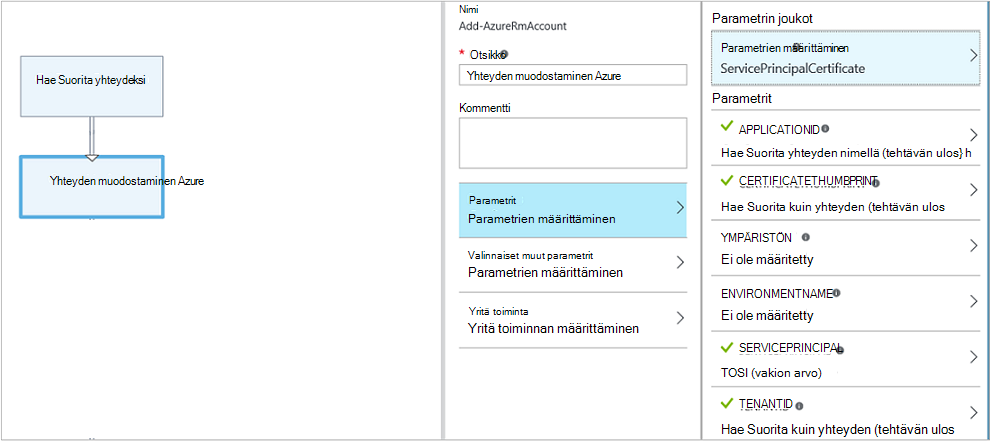 Hae Suorita yhteydeksi
Yhteyden muodostaminen Azure
Nimi
Add-AzureRmAccount
* Otsikko
Yhteyden muodostaminen Azure
Kommentti
Parametrit
Parametrien määrittäminen
Valinnaiset muut parametrit
Parametrien määrittäminen
Yritä toiminta
Yritä toiminnan määrittäminen
Parametrin joukot
Parametrien määrittäminen
ServicePrincipalCertificate
Parametrit
APPLICATIONID
Hae Suorita yhteyden nimellä (tehtävän ulos} h
CERTIFICATETHUMBPRINT
Hae Suorita kuin yhteyden (tehtävän ulos
YMPÄRISTÖN
Ei ole määritetty
ENVIRONMENTNAME
Ei ole määritetty
SERVICEPRINCIPAL
TOSI (vakion arvo)
TENANTID
Hae Suorita kuin yhteyden (tehtävän ulos